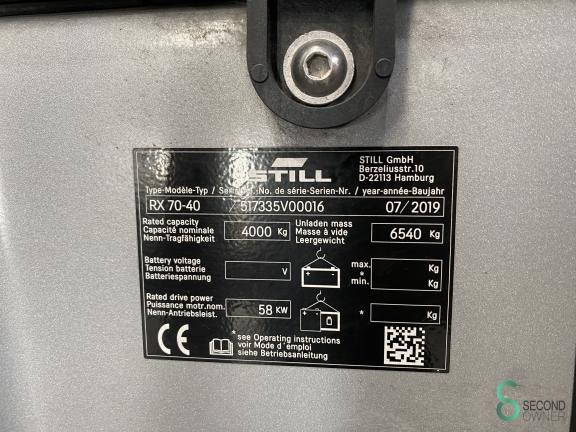 STILL
STILL GmbH
Berzeliusstr.10
D-22113 Hamburg
Type-Modèle-Typ / Serial-No. de série-Serien-Nr. / year-année-Baujahr
RX 70-40 517335V00016 07/2019
Rated capacity
Capacité nominale
Nenn-Tragfähigkeit
4000 Kg
Unladen mass
Masse à vide
Leergewicht
6540 Kg
Battery voltage
Tension batterie
Batteriespannung
V
max.
*
min.
Kg
Kg
Rated drive power
Puissance motr.nom.
Nenn-Antriebsleist.
58 KW
*
Kg
*see Operating instructions
voir Mode d´emploi
siehe Betriebsanleitung
CE
SECOND
OWNER